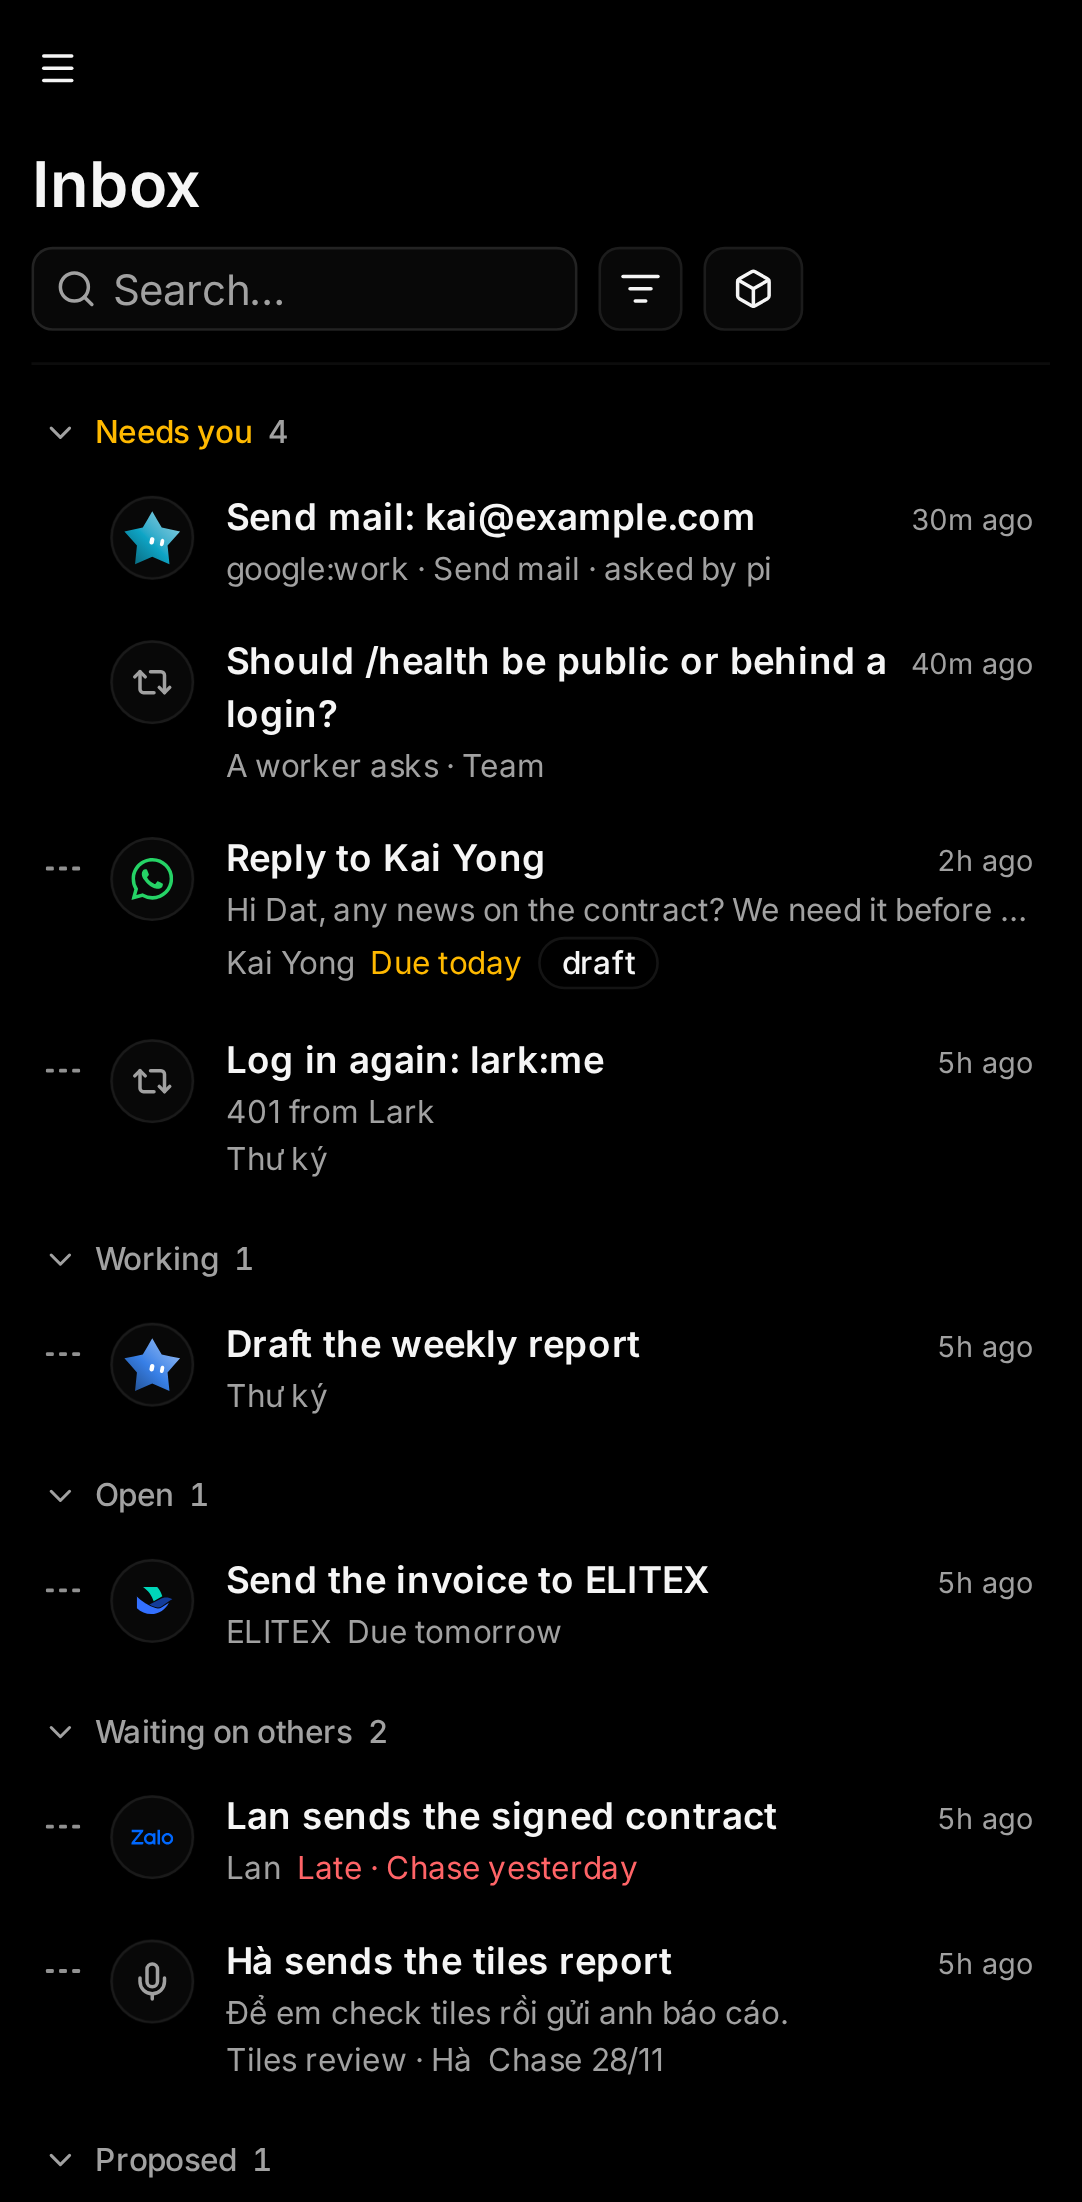 Inbox
Search...
Needs you 4
Send mail: kai@example.com 30m ago
google:work · Send mail · asked by pi
Should /health be public or behind a 40m ago
login?
A worker asks · Team
Reply to Kai Yong 2h ago
Hi Dat, any news on the contract? We need it before ...
Kai Yong Due today draft
Log in again: lark:me 5h ago
401 from Lark
Thư ký
Working 1
Draft the weekly report 5h ago
Thư ký
Open 1
Send the invoice to ELITEX 5h ago
ELITEX Due tomorrow
Waiting on others 2
Zalo Lan sends the signed contract 5h ago
Lan Late · Chase yesterday
Hà sends the tiles report 5h ago
Để em check tiles rồi gửi anh báo cáo.
Tiles review · Hà Chase 28/11
Proposed 1